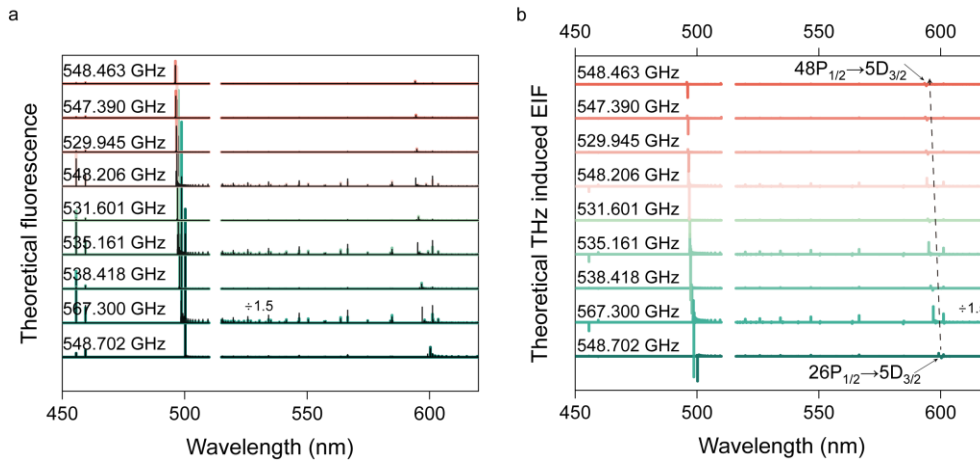 a
b
450 500 550 600
Theoretical fluorescence
548.463 GHz
547.390 GHz
529.945 GHz
548.206 GHz
531.601 GHz
535.161 GHz
538.418 GHz
567.300 GHz
÷1.5
548.702 GHz
450 500 550 600
Wavelength (nm)
Theoretical THz induced EIF
548.463 GHz
48P1/2→5D3/2
547.390 GHz
529.945 GHz
548.206 GHz
531.601 GHz
535.161 GHz
538.418 GHz
567.300 GHz
548.702 GHz
26P1/2→5D3/2
450 500 550 600
Wavelength (nm)